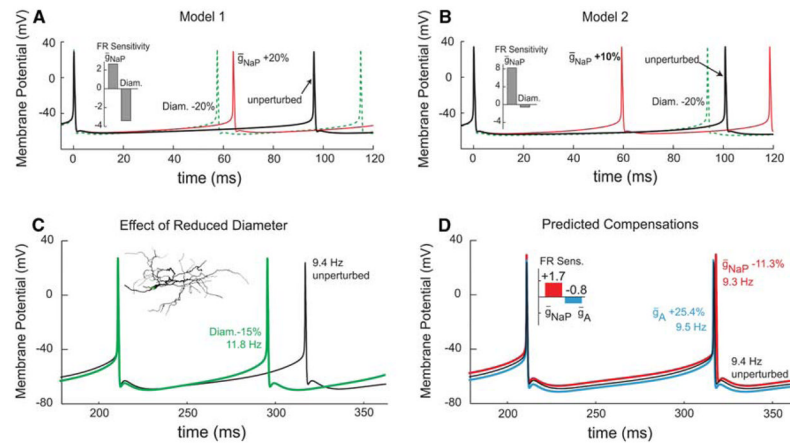 A
Model 1
Membrane Potential (mV)
40
0
-40
FR Sensitivity
ḡNaP
2
0
-2
-4
Diam.
Diam. -20%
ḡNaP +20%
unperturbed
0
20
40
60
80
100
120
time (ms)
B
Model 2
Membrane Potential (mV)
40
0
-40
FR Sensitivity
ḡNaP
8
4
0
-4
Diam.
ḡNaP +10%
unperturbed
Diam. -20%
0
20
40
60
80
100
120
time (ms)
C
Effect of Reduced Diameter
Membrane Potential (mV)
40
0
-40
-80
9.4 Hz
unperturbed
Diam.-15%
11.8 Hz
200
250
300
350
time (ms)
D
Predicted Compensations
Membrane Potential (mV)
40
0
-40
-80
FR Sens.
+1.7
-0.8
ḡNaP
ḡA
ḡNaP -11.3%
9.3 Hz
ḡA +25.4%
9.5 Hz
9.4 Hz
unperturbed
200
250
300
350
time (ms)